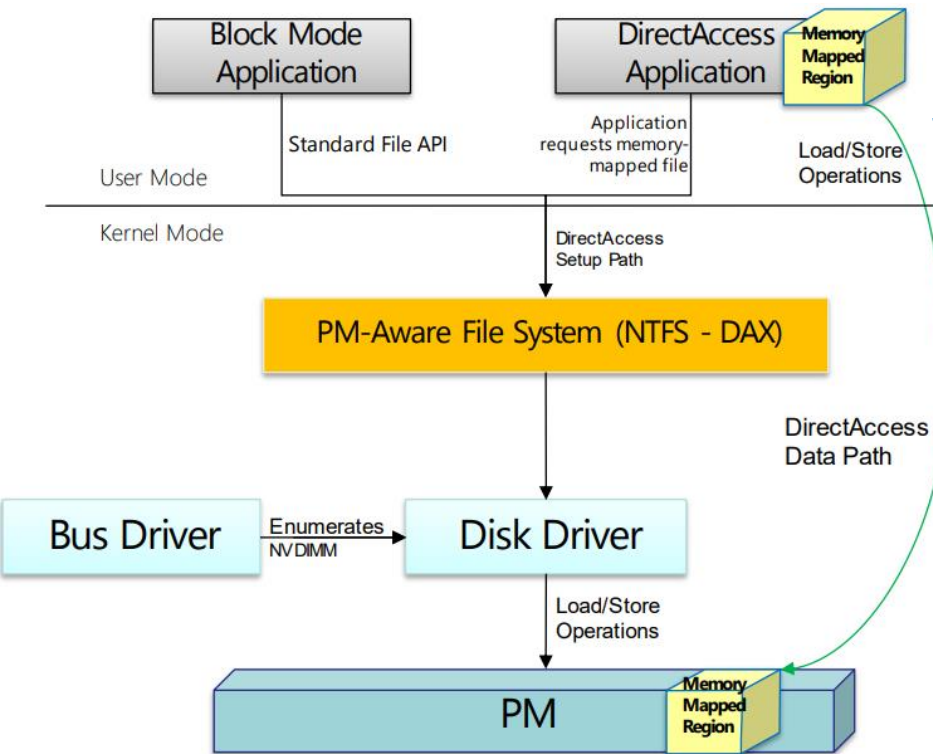 Block Mode
Application
DirectAccess
Application
Memory
Mapped
Region
Standard File API
Application
requests memory-
mapped file
Load/Store
Operations
User Mode
Kernel Mode
DirectAccess
Setup Path
PM-Aware File System (NTFS - DAX)
DirectAccess
Data Path
Bus Driver
Enumerates
NVDIMM
Disk Driver
Load/Store
Operations
PM
Memory
Mapped
Region